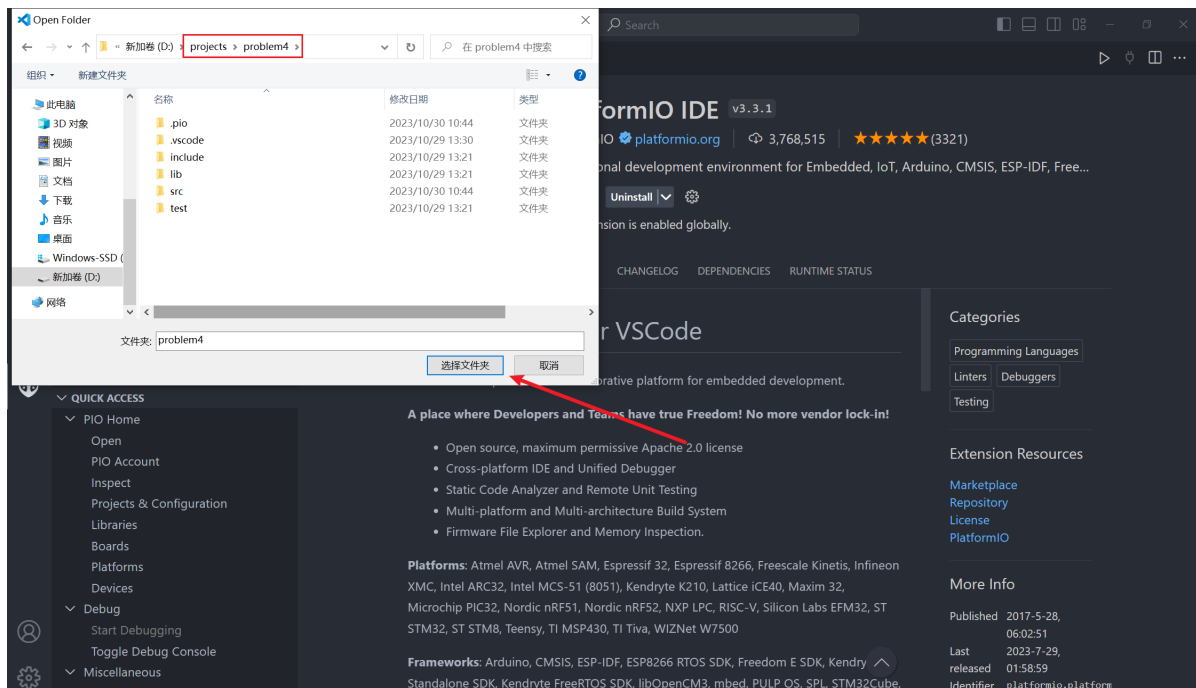 Open Folder
Search
« 新加卷 (D:) › projects › problem4 ›
在 problem4 中搜索
组织
新建文件夹
此电脑
3D 对象
视频
图片
文档
下载
音乐
桌面
Windows-SSD (
新加卷 (D:)
网络
名称 修改日期 类型
.pio 2023/10/30 10:44 文件夹
.vscode 2023/10/29 13:30 文件夹
include 2023/10/29 13:21 文件夹
lib 2023/10/29 13:21 文件夹
src 2023/10/30 10:44 文件夹
test 2023/10/29 13:21 文件夹
文件夹: problem4
选择文件夹 取消
formIO IDE v3.3.1
IO platformio.org 3,768,515 (3321)
onal development environment for Embedded, IoT, Arduino, CMSIS, ESP-IDF, Free...
Uninstall
nsion is enabled globally.
CHANGELOG DEPENDENCIES RUNTIME STATUS
r VSCode
orative platform for embedded development.
A place where Developers and Teams have true Freedom! No more vendor lock-in!
• Open source, maximum permissive Apache 2.0 license
• Cross-platform IDE and Unified Debugger
• Static Code Analyzer and Remote Unit Testing
• Multi-platform and Multi-architecture Build System
• Firmware File Explorer and Memory Inspection.
Platforms: Atmel AVR, Atmel SAM, Espressif 32, Espressif 8266, Freescale Kinetis, Infineon
XMC, Intel ARC32, Intel MCS-51 (8051), Kendryte K210, Lattice iCE40, Maxim 32,
Microchip PIC32, Nordic nRF51, Nordic nRF52, NXP LPC, RISC-V, Silicon Labs EFM32, ST
STM32, ST STM8, Teensy, TI MSP430, TI Tiva, WIZNet W7500
Frameworks: Arduino, CMSIS, ESP-IDF, ESP8266 RTOS SDK, Freedom E SDK, Kendry
Standalone SDK, Kendryte FreeRTOS SDK, libOpenCM3, mbed, PULP OS, SPL, STM32Cube,
QUICK ACCESS
PIO Home
Open
PIO Account
Inspect
Projects & Configuration
Libraries
Boards
Platforms
Devices
Debug
Start Debugging
Toggle Debug Console
Miscellaneous
Categories
Programming Languages
Linters Debuggers
Testing
Extension Resources
Marketplace
Repository
License
PlatformIO
More Info
Published 2017-5-28,
06:02:51
Last 2023-7-29,
released 01:58:59
Identifier platformio.platform